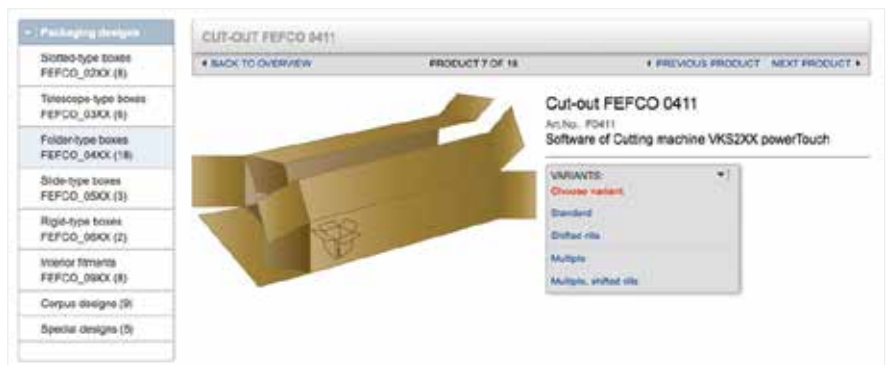 Packaging designs
Slotted-type boxes
FEFCO_02XX (8)
Telescope-type boxes
FEFCO_03XX (6)
Folder-type boxes
FEFCO_04XX (18)
Slide-type boxes
FEFCO_05XX (3)
Rigid-type boxes
FEFCO_06XX (2)
Interior fitments
FEFCO_09XX (8)
Corpus designs (9)
Special designs (5)
CUT-OUT FEFCO 0411
BACK TO OVERVIEW
PRODUCT 7 OF 18
PREVIOUS PRODUCT NEXT PRODUCT
Cut-out FEFCO 0411
Art.No. F0411
Software of Cutting machine VKS2XX powerTouch
VARIANTS:
Choose variant.
Standard
Shifted rills
Multiple
Multiple, shifted rills